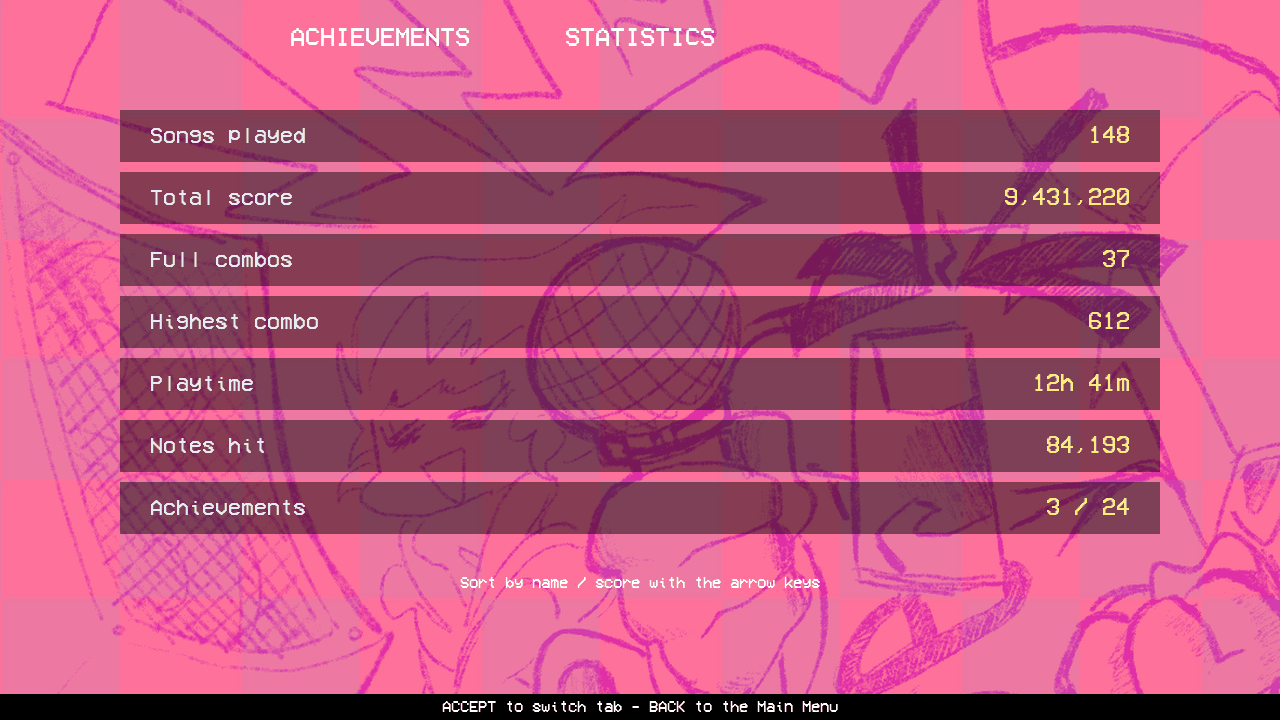 ACHIEVEMENTS STATISTICS
Songs played 148
Total score 9,431,220
Full combos 37
Highest combo 612
Playtime 12h 41m
Notes hit 84,193
Achievements 3 / 24
Sort by name / score with the arrow keys
ACCEPT to switch tab - BACK to the Main Menu